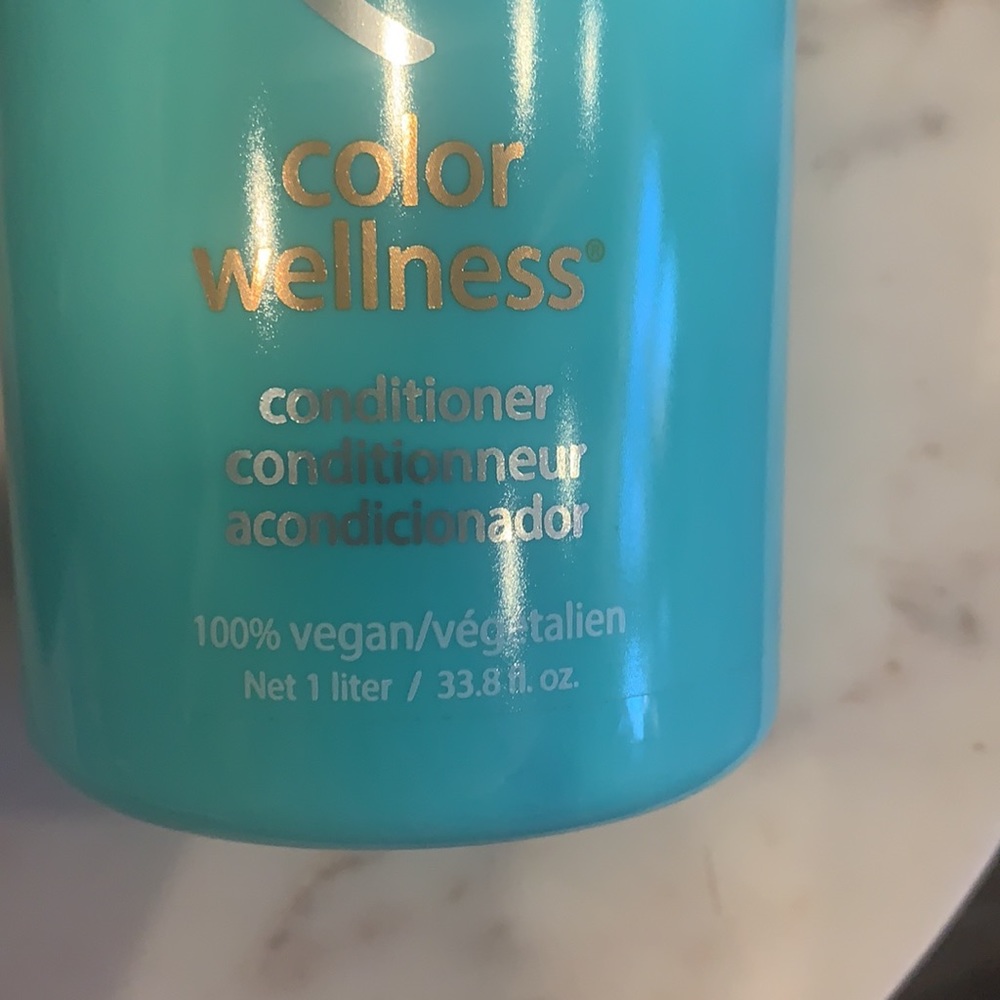 color
wellness®
conditioner
conditionneur
acondicionador
100% vegan/végétalien
Net 1 liter / 33.8 fl. oz.